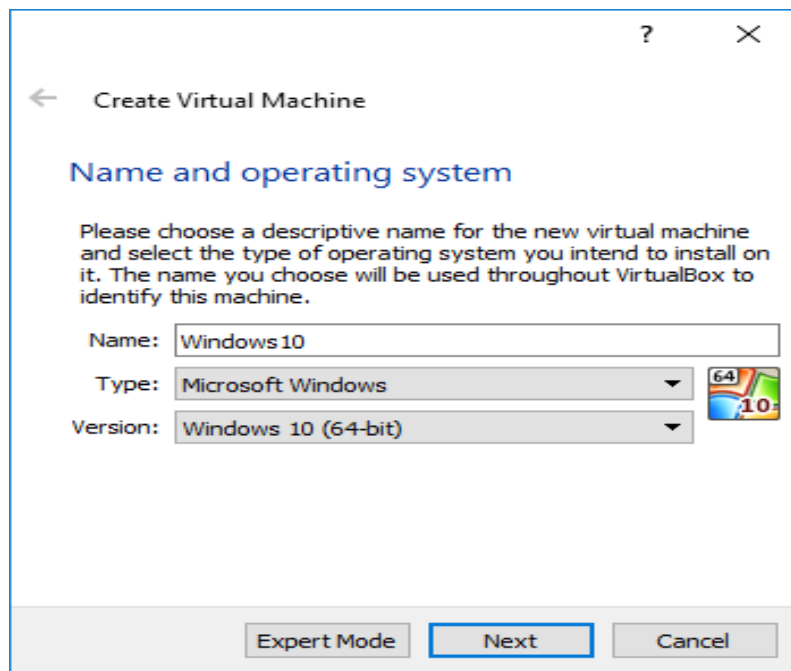 ?
Create Virtual Machine
Name and operating system
Please choose a descriptive name for the new virtual machine
and select the type of operating system you intend to install on
it. The name you choose will be used throughout VirtualBox to
identify this machine.
Name: Windows10
Type: Microsoft Windows
64
10
Version: Windows 10 (64-bit)
Expert Mode Next Cancel